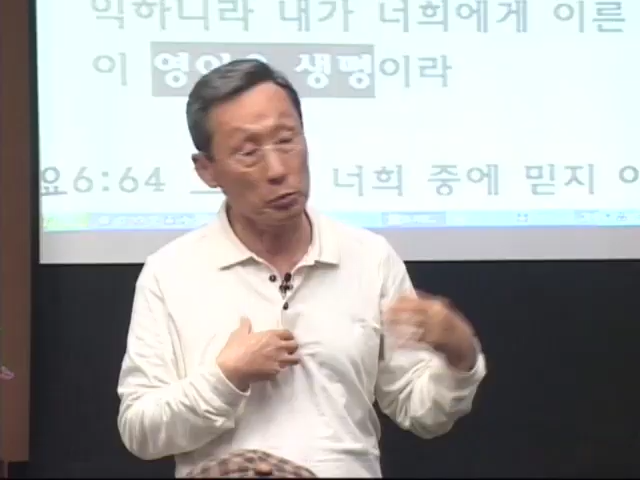 익하니라 내가 너희에게 이른
이 영이요 생명이라
요6:64 너희 중에 믿지